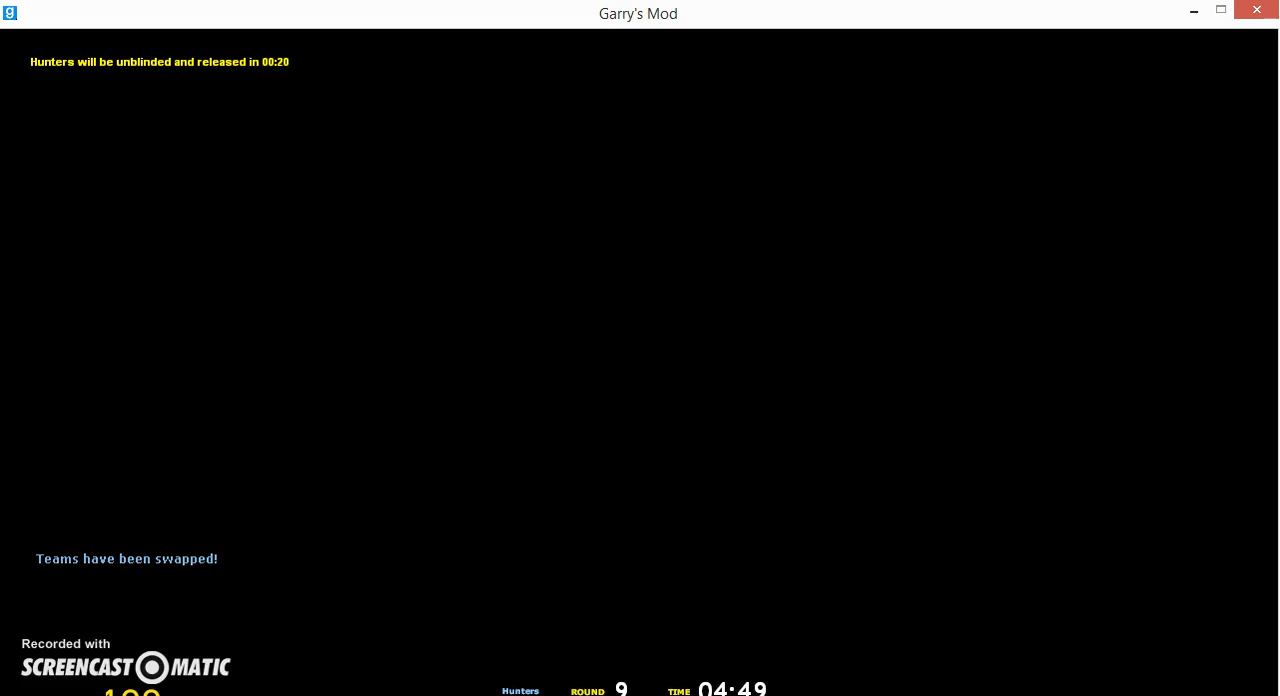 Garry's Mod
Hunters will be unblinded and released in 00:20
Teams have been swapped!
Recorded with
SCREENCAST-O-MATIC
100
Hunters ROUND 9 TIME 04:49